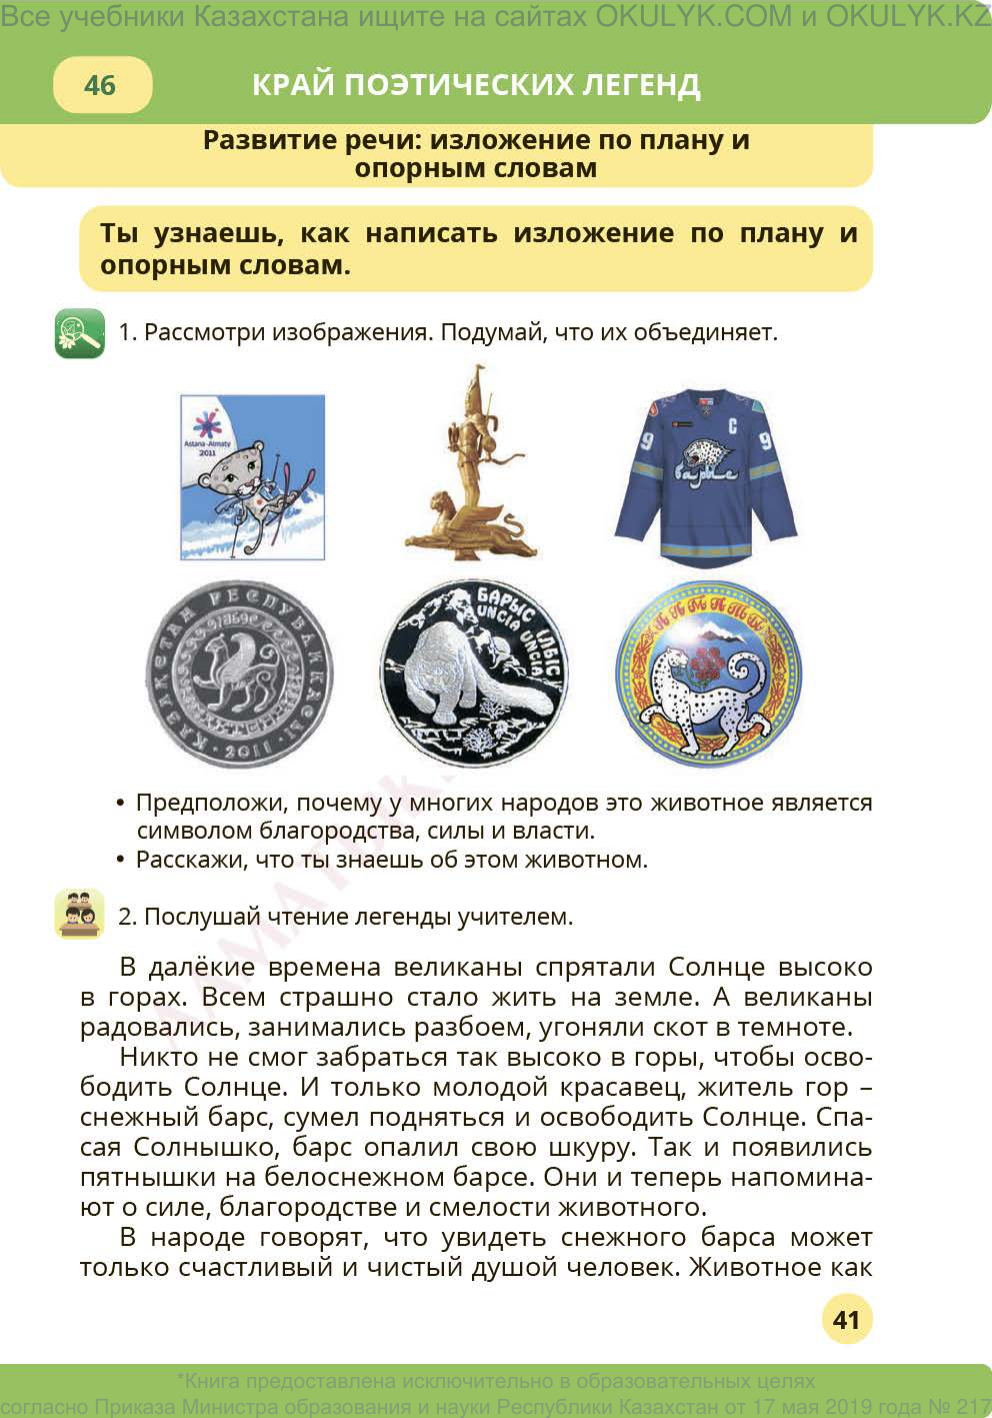 Все учебники Казахстана ищите на сайтах OKULYK.COM и OKULYK.KZ
46
КРАЙ ПОЭТИЧЕСКИХ ЛЕГЕНД
Развитие речи: изложение по плану и
опорным словам
Ты узнаешь, как написать изложение по плану и
опорным словам.
1. Рассмотри изображения. Подумай, что их объединяет.
Astana-Almaty
2011
C
9 9
барыс
КАЗАКСТАН РЕСПУБЛИКАСЫ
2011
БАРЫС
UNCIA UNCIA
ІЛБІС
АЛМАТЫ
• Предположи, почему у многих народов это животное является
символом благородства, силы и власти.
• Расскажи, что ты знаешь об этом животном.
2. Послушай чтение легенды учителем.
В далёкие времена великаны спрятали Солнце высоко
в горах. Всем страшно стало жить на земле. А великаны
радовались, занимались разбоем, угоняли скот в темноте.
Никто не смог забраться так высоко в горы, чтобы осво-
бодить Солнце. И только молодой красавец, житель гор –
снежный барс, сумел подняться и освободить Солнце. Спа-
сая Солнышко, барс опалил свою шкуру. Так и появились
пятнышки на белоснежном барсе. Они и теперь напомина-
ют о силе, благородстве и смелости животного.
В народе говорят, что увидеть снежного барса может
только счастливый и чистый душой человек. Животное как
41
*Книга предоставлена исключительно в образовательных целях
согласно Приказа Министра образования и науки Республики Казахстан от 17 мая 2019 года № 217